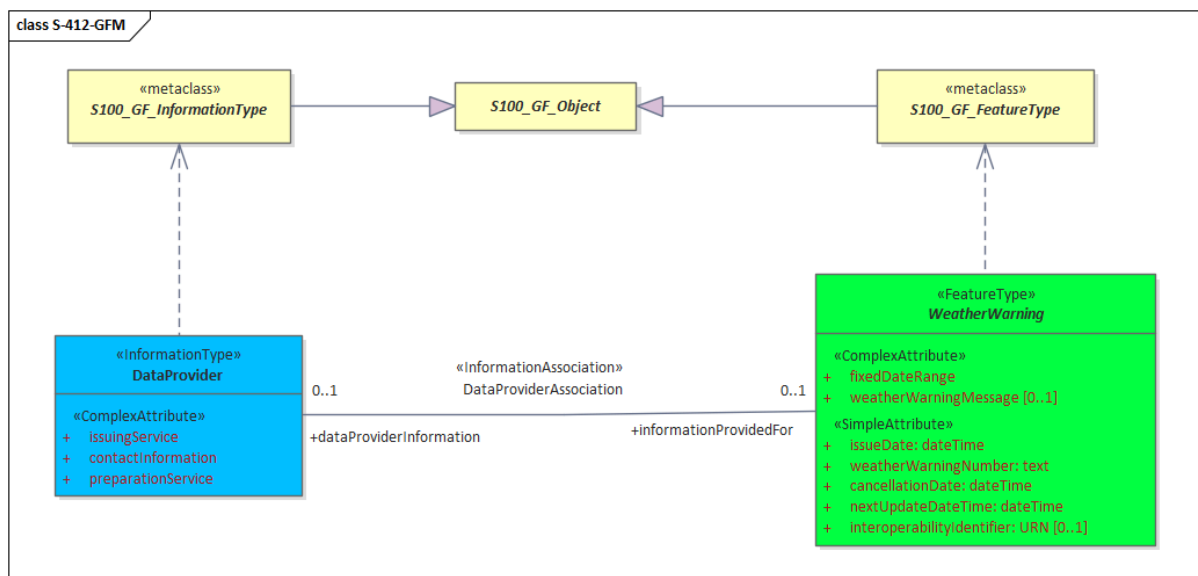 class S-412-GFM
«metaclass»
S100_GF_InformationType
S100_GF_Object
«metaclass»
S100_GF_FeatureType
«InformationType»
DataProvider
«ComplexAttribute»
+ issuingService
+ contactInformation
+ preparationService
«InformationAssociation»
DataProviderAssociation
0..1
0..1
+dataProviderInformation
+informationProvidedFor
«FeatureType»
WeatherWarning
«ComplexAttribute»
+ fixedDateRange
+ weatherWarningMessage [0..1]
«SimpleAttribute»
+ issueDate: dateTime
+ weatherWarningNumber: text
+ cancellationDate: dateTime
+ nextUpdateDateTime: dateTime
+ interoperabilityIdentifier: URN [0..1]